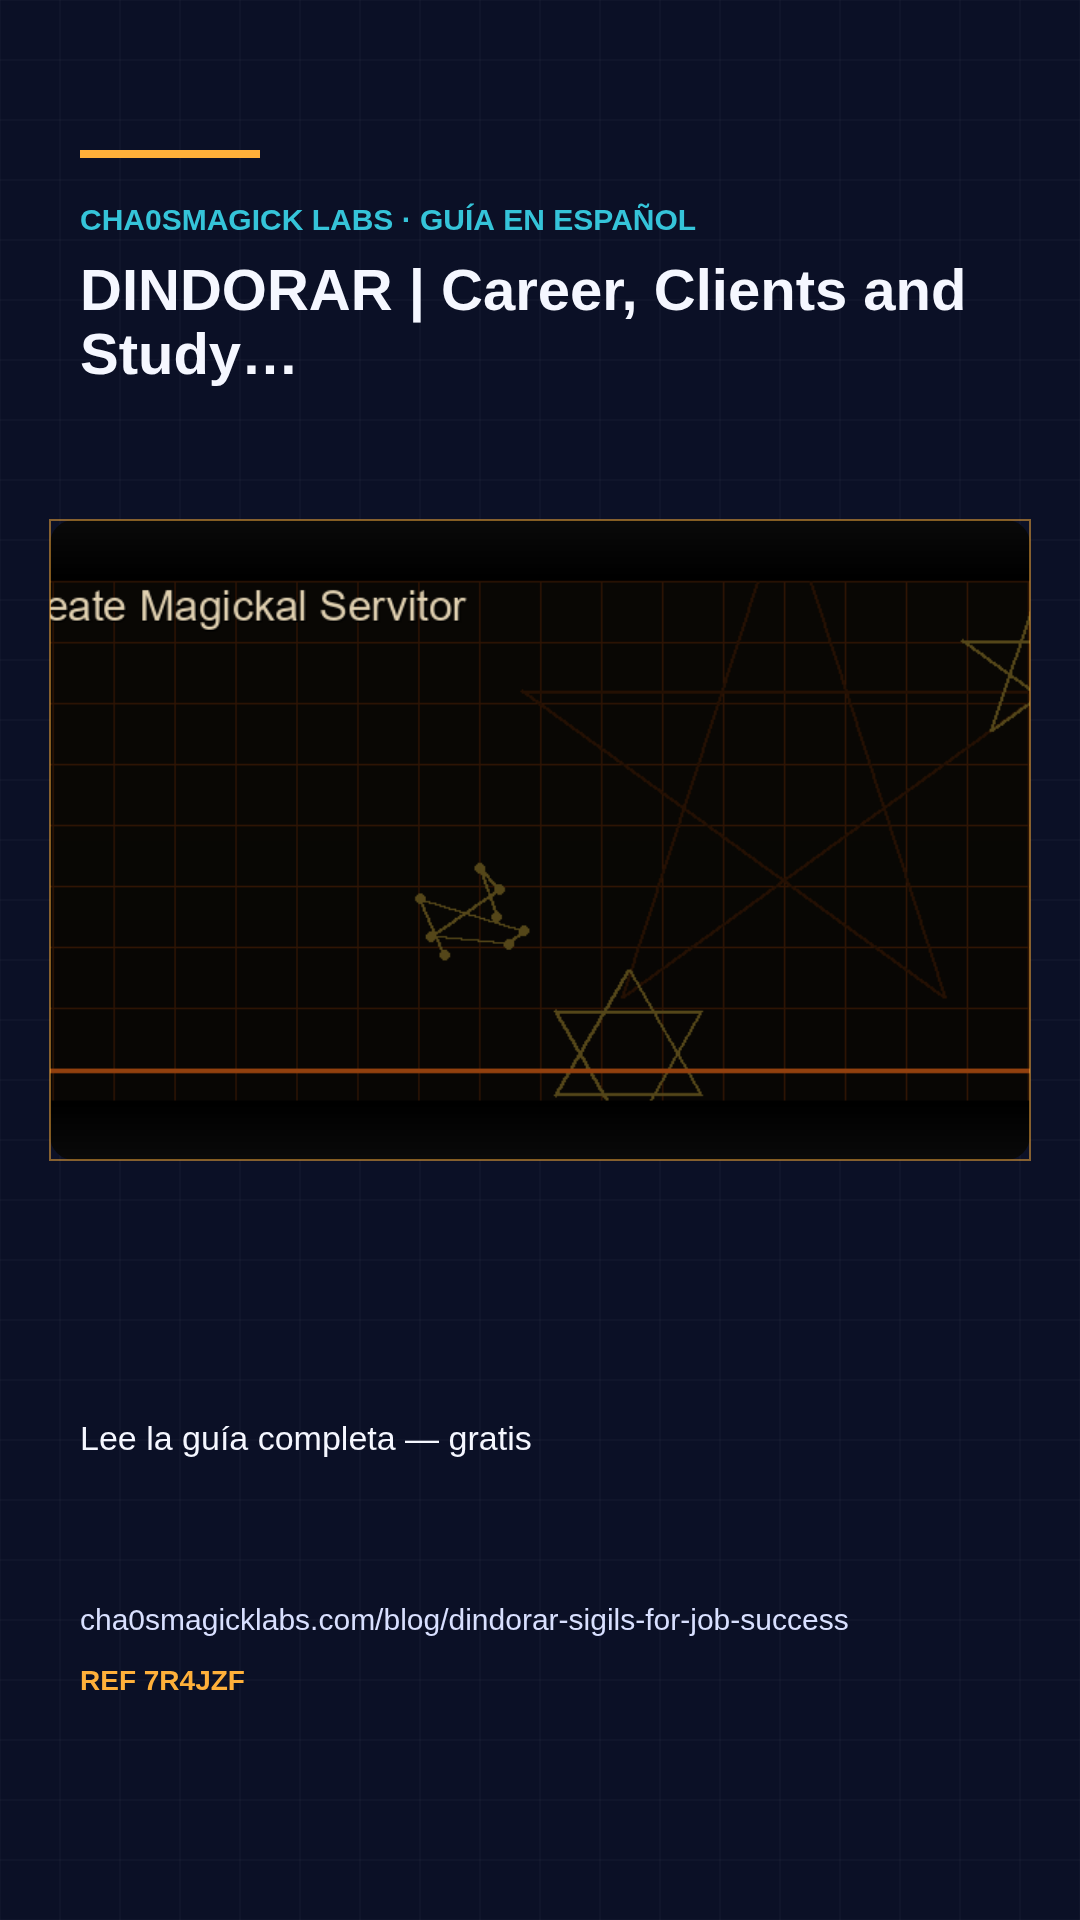 CHA0SMAGICK LABS · GUÍA EN ESPAÑOL
DINDORAR | Career, Clients and
Study…
eate Magickal Servitor
Lee la guía completa — gratis
cha0smagicklabs.com/blog/dindorar-sigils-for-job-success
REF 7R4JZF